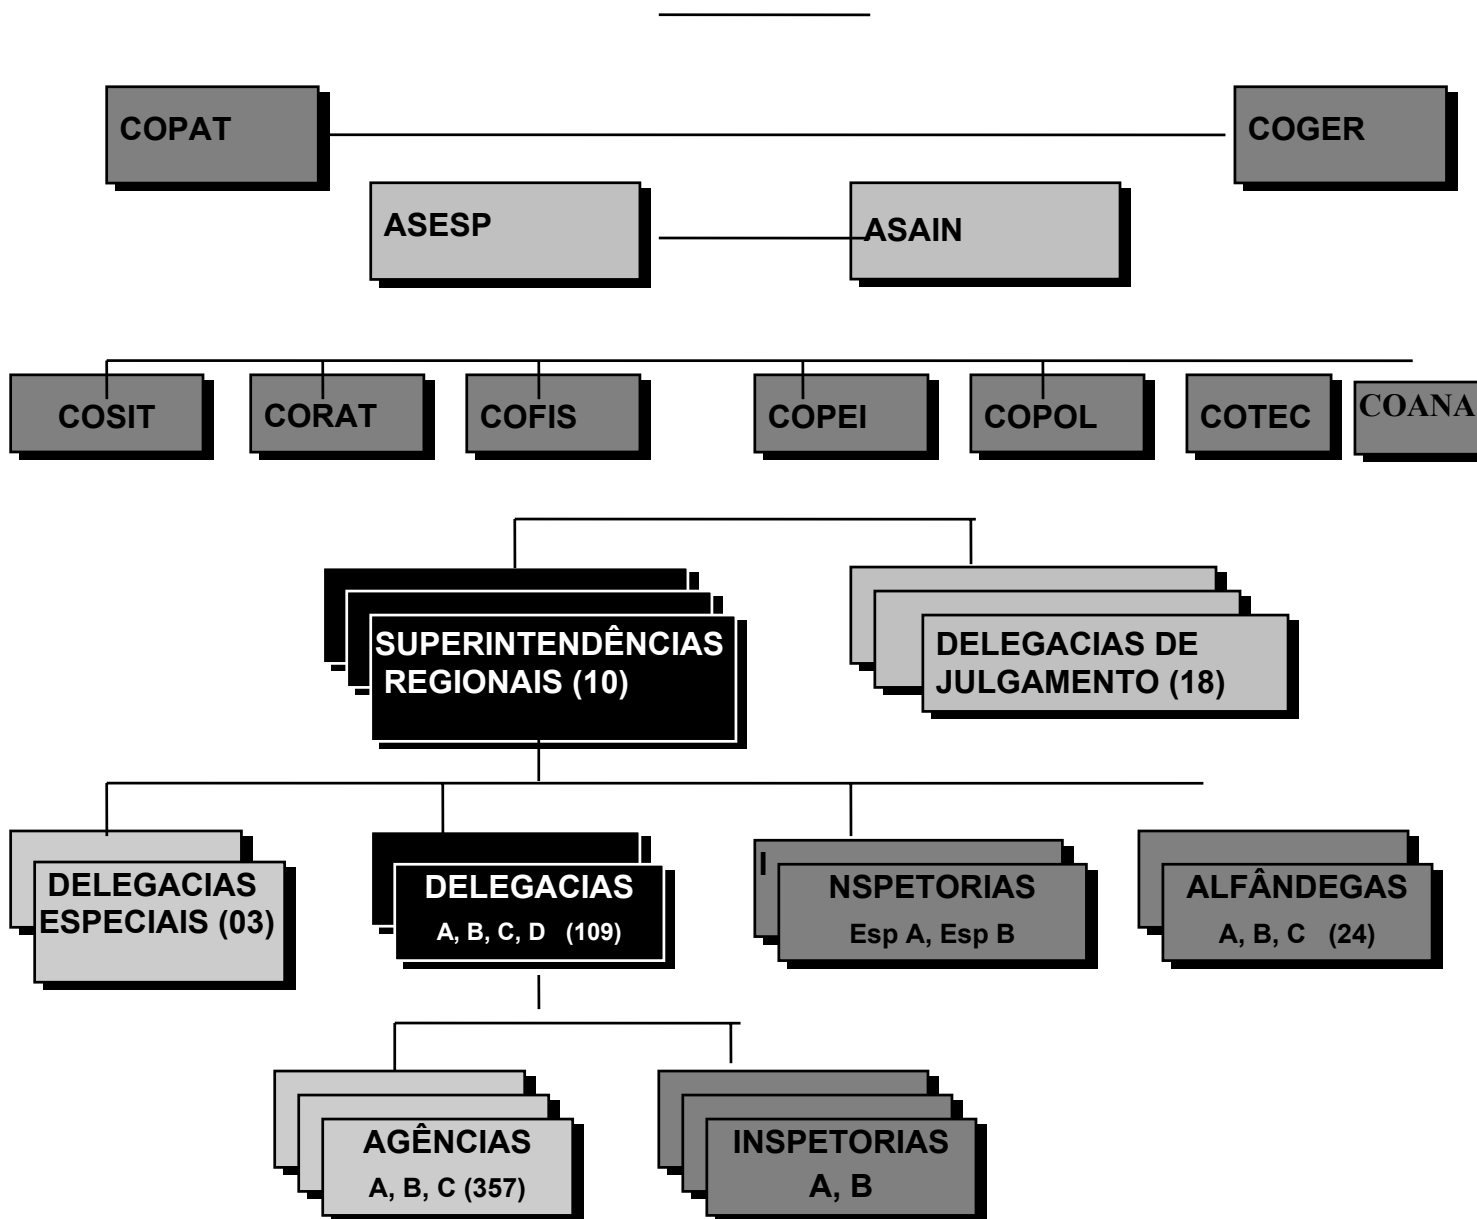 COPAT
COGER
ASESP
ASAIN
COSIT
CORAT
COFIS
COPEI
COPOL
COTEC
COANA
SUPERINTENDÊNCIAS
REGIONAIS (10)
DELEGACIAS DE
JULGAMENTO (18)
DELEGACIAS
ESPECIAIS (03)
DELEGACIAS
A, B, C, D (109)
I NSPETORIAS
Esp A, Esp B
ALFÂNDEGAS
A, B, C (24)
AGÊNCIAS
A, B, C (357)
INSPETORIAS
A, B